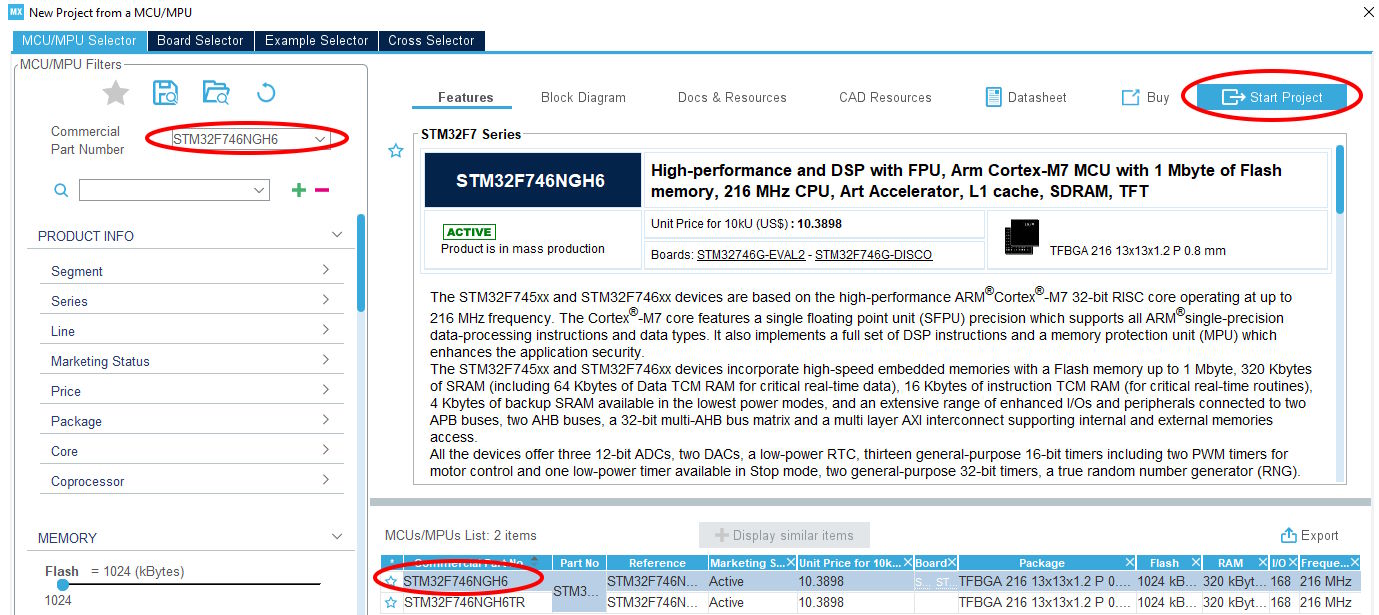 MX New Project from a MCU/MPU
MCU/MPU Selector Board Selector Example Selector Cross Selector
MCU/MPU Filters
Commercial
Part Number
STM32F746NGH6
PRODUCT INFO
Segment
Series
Line
Marketing Status
Price
Package
Core
Coprocessor
MEMORY
Flash = 1024 (kBytes)
1024
Features Block Diagram Docs & Resources CAD Resources Datasheet Buy Start Project
STM32F7 Series
STM32F746NGH6
High-performance and DSP with FPU, Arm Cortex-M7 MCU with 1 Mbyte of Flash
memory, 216 MHz CPU, Art Accelerator, L1 cache, SDRAM, TFT
ACTIVE
Product is in mass production
Unit Price for 10kU (US$) : 10.3898
Boards: STM32746G-EVAL2 - STM32F746G-DISCO
TFBGA 216 13x13x1.2 P 0.8 mm
The STM32F745xx and STM32F746xx devices are based on the high-performance ARM®Cortex®-M7 32-bit RISC core operating at up to
216 MHz frequency. The Cortex®-M7 core features a single floating point unit (SFPU) precision which supports all ARM®single-precision
data-processing instructions and data types. It also implements a full set of DSP instructions and a memory protection unit (MPU) which
enhances the application security.
The STM32F745xx and STM32F746xx devices incorporate high-speed embedded memories with a Flash memory up to 1 Mbyte, 320 Kbytes
of SRAM (including 64 Kbytes of Data TCM RAM for critical real-time data), 16 Kbytes of instruction TCM RAM (for critical real-time routines),
4 Kbytes of backup SRAM available in the lowest power modes, and an extensive range of enhanced I/Os and peripherals connected to two
APB buses, two AHB buses, a 32-bit multi-AHB bus matrix and a multi layer AXI interconnect supporting internal and external memories
access.
All the devices offer three 12-bit ADCs, two DACs, a low-power RTC, thirteen general-purpose 16-bit timers including two PWM timers for
motor control and one low-power timer available in Stop mode, two general-purpose 32-bit timers, a true random number generator (RNG).
MCUs/MPUs List: 2 items Display similar items Export
* Commercial Part No Part No Reference Marketing S... Unit Price for 10k... Board Package Flash RAM I/O Freque...
STM32F746NGH6 STM3... STM32F746N... Active 10.3898 S... ST... TFBGA 216 13x13x1.2 P 0.... 1024 kB... 320 kByt... 168 216 MHz
STM32F746NGH6TR STM32F746N... Active 10.3898 TFBGA 216 13x13x1.2 P 0.... 1024 kB... 320 kByt... 168 216 MHz